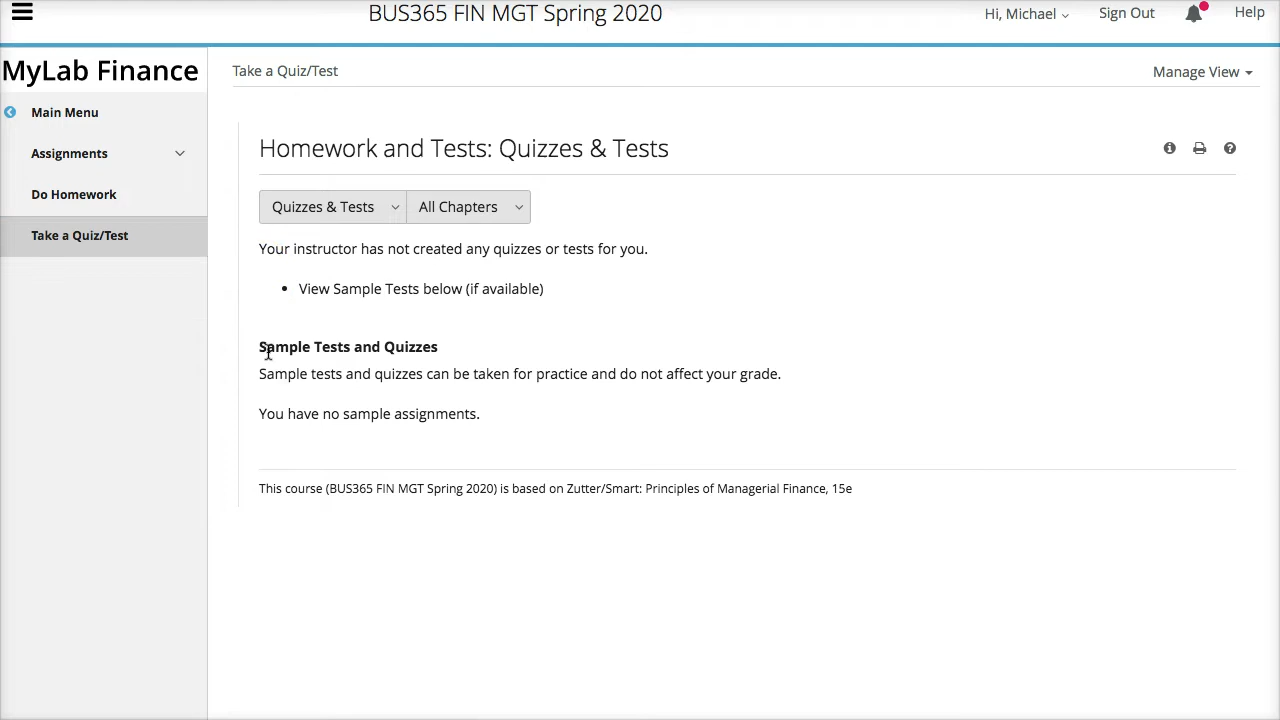 BUS365 FIN MGT Spring 2020
Hi, Michael
Sign Out
Help
MyLab Finance
Main Menu
Assignments
Do Homework
Take a Quiz/Test
Take a Quiz/Test
Manage View
Homework and Tests: Quizzes & Tests
Quizzes & Tests
All Chapters
Your instructor has not created any quizzes or tests for you.
• View Sample Tests below (if available)
Sample Tests and Quizzes
Sample tests and quizzes can be taken for practice and do not affect your grade.
You have no sample assignments.
This course (BUS365 FIN MGT Spring 2020) is based on Zutter/Smart: Principles of Managerial Finance, 15e